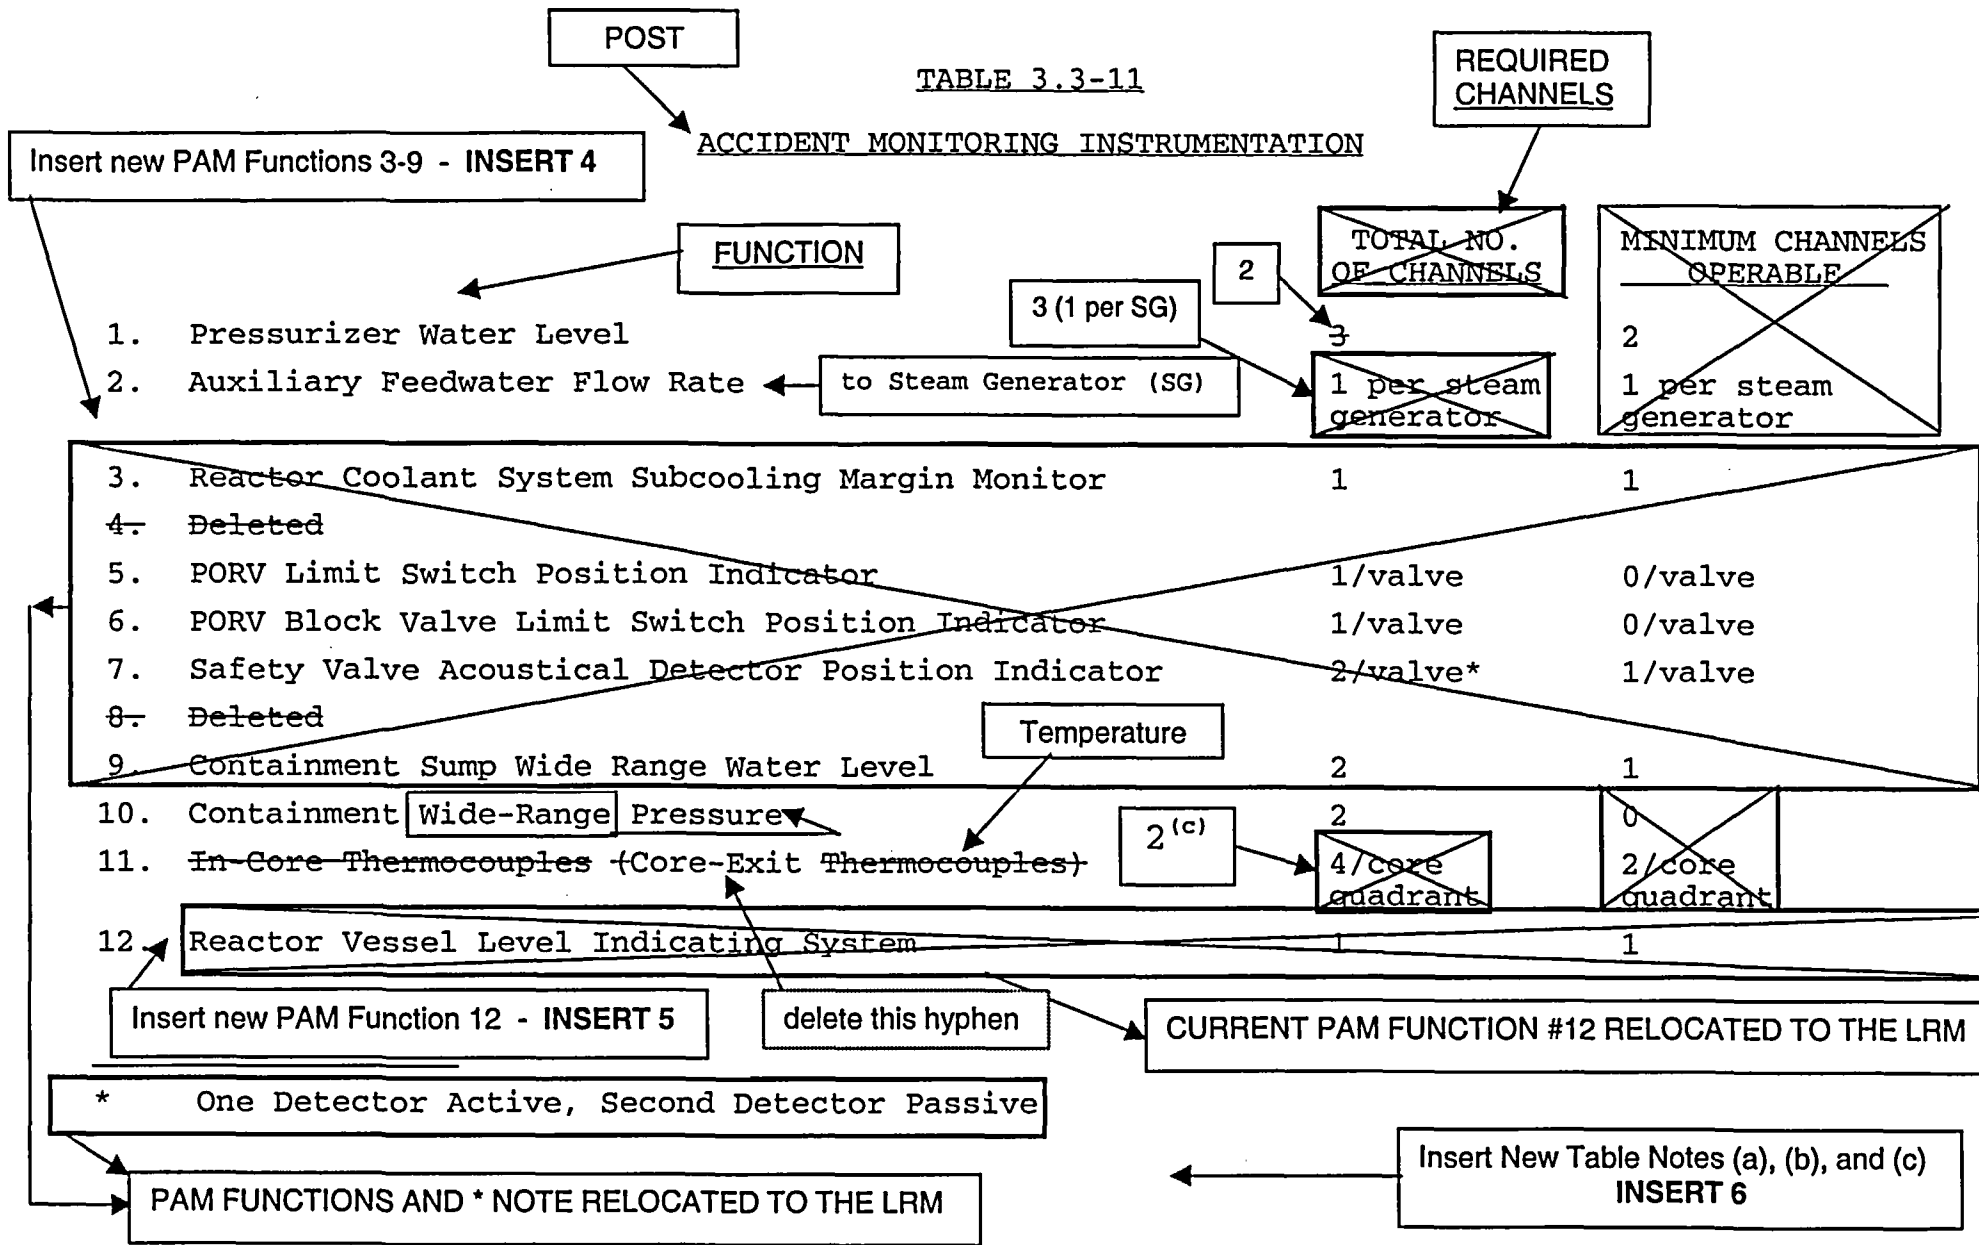 POST
TABLE 3.3-11
REQUIRED
CHANNELS
ACCIDENT MONITORING INSTRUMENTATION
Insert new PAM Functions 3-9 - INSERT 4
FUNCTION
TOTAL NO.
OF CHANNELS
MINIMUM CHANNELS
OPERABLE
2
3 (1 per SG)
1. Pressurizer Water Level 3 2
2. Auxiliary Feedwater Flow Rate to Steam Generator (SG) 1 per steam generator 1 per steam generator
3. Reactor Coolant System Subcooling Margin Monitor 1 1
4. Deleted
5. PORV Limit Switch Position Indicator 1/valve 0/valve
6. PORV Block Valve Limit Switch Position Indicator 1/valve 0/valve
7. Safety Valve Acoustical Detector Position Indicator 2/valve* 1/valve
8. Deleted
Temperature
9. Containment Sump Wide Range Water Level 2 1
10. Containment Wide-Range Pressure 2 0
2(c)
11. In-Core Thermocouples (Core-Exit Thermocouples) 4/core quadrant 2/core quadrant
12. Reactor Vessel Level Indicating System 1 1
Insert new PAM Function 12 - INSERT 5
delete this hyphen
CURRENT PAM FUNCTION #12 RELOCATED TO THE LRM
* One Detector Active, Second Detector Passive
PAM FUNCTIONS AND * NOTE RELOCATED TO THE LRM
Insert New Table Notes (a), (b), and (c)
INSERT 6